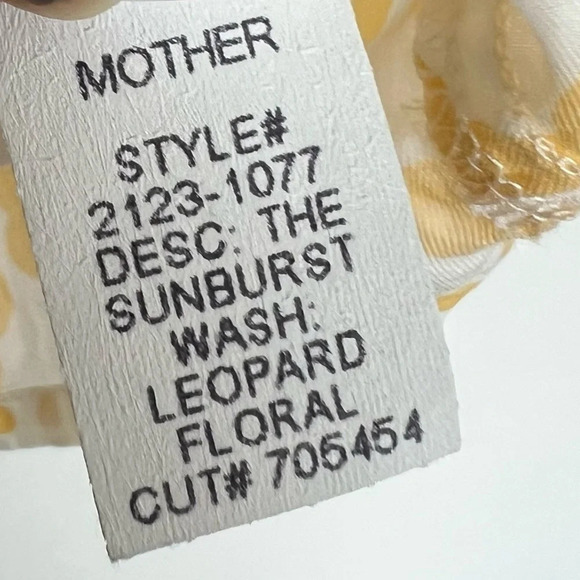 MOTHER
STYLE#
2123-1077
DESC: THE
SUNBURST
WASH:
LEOPARD
FLORAL
CUT# 705454